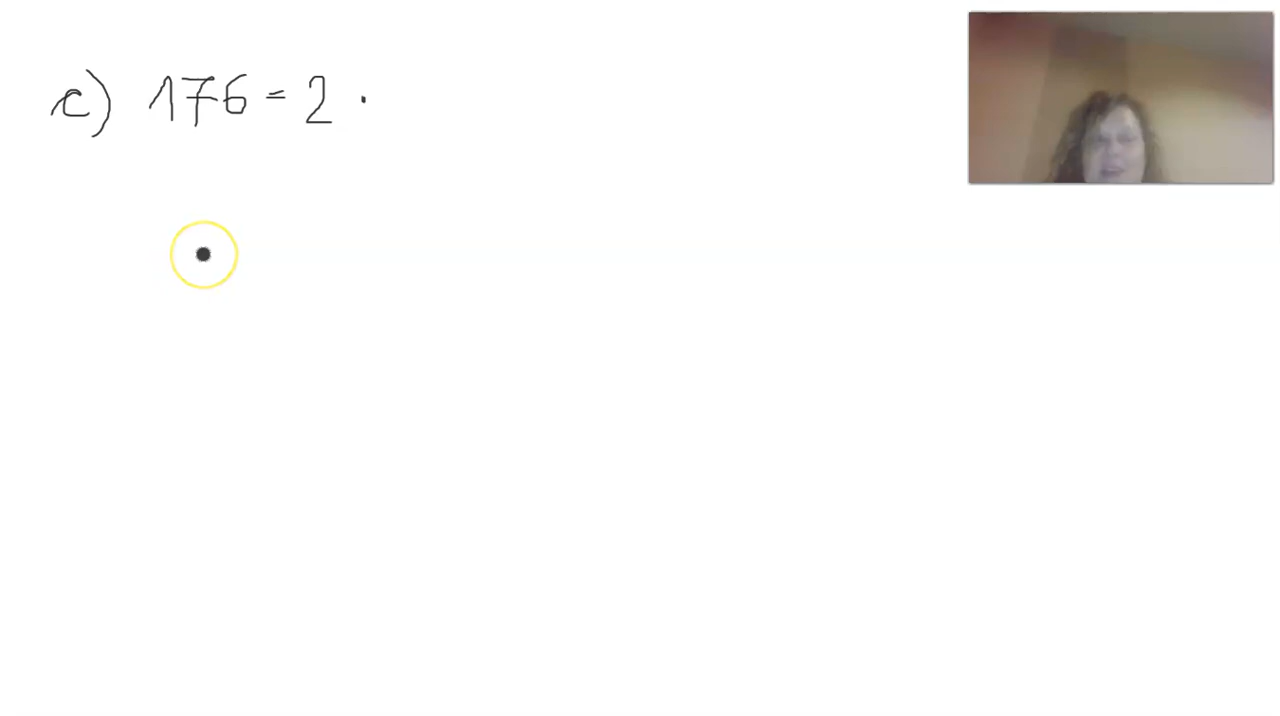 c) 176 = 2 ·